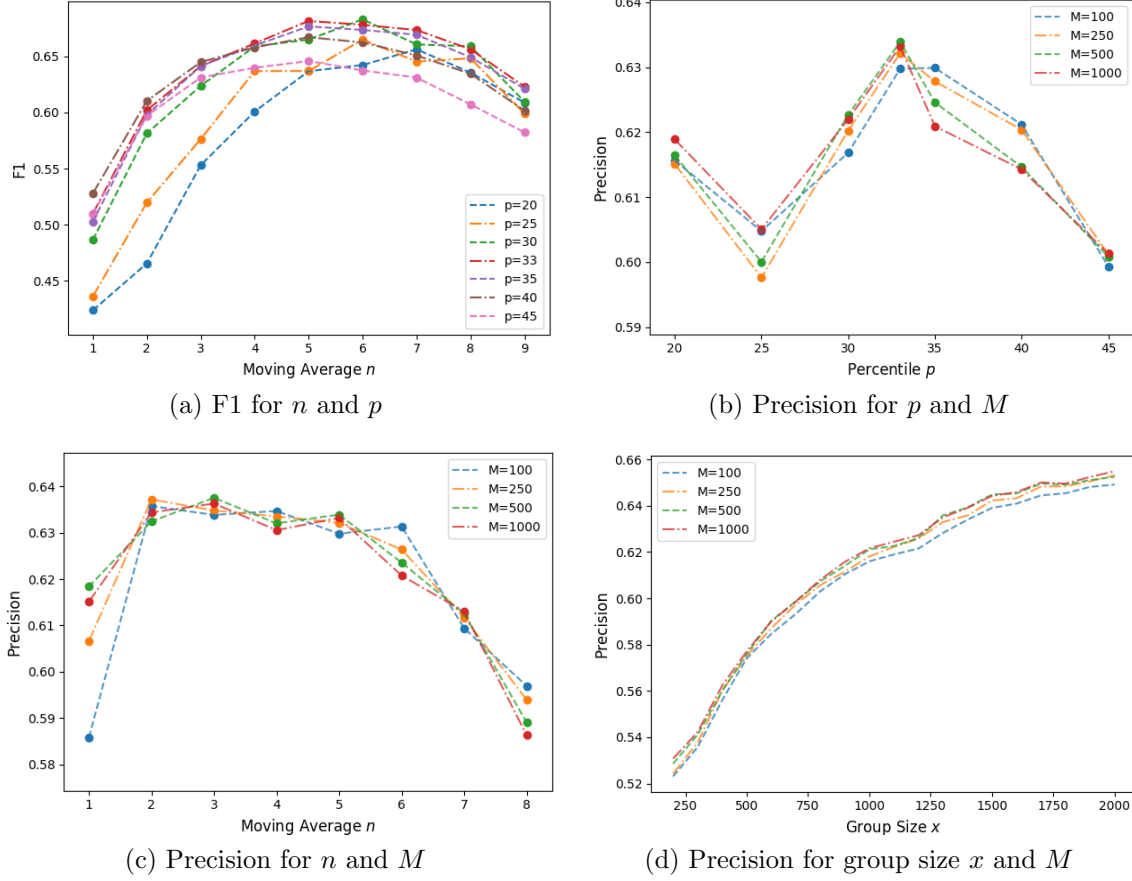 F1
0.65
0.60
0.55
0.50
0.45
p=20
p=25
p=30
p=33
p=35
p=40
p=45
1 2 3 4 5 6 7 8 9
Moving Average n
(a) F1 for n and p
Precision
0.64
0.63
0.62
0.61
0.60
0.59
M=100
M=250
M=500
M=1000
20 25 30 35 40 45
Percentile p
(b) Precision for p and M
Precision
0.64
0.63
0.62
0.61
0.60
0.59
0.58
M=100
M=250
M=500
M=1000
1 2 3 4 5 6 7 8
Moving Average n
(c) Precision for n and M
Precision
0.66
0.64
0.62
0.60
0.58
0.56
0.54
0.52
M=100
M=250
M=500
M=1000
250 500 750 1000 1250 1500 1750 2000
Group Size x
(d) Precision for group size x and M